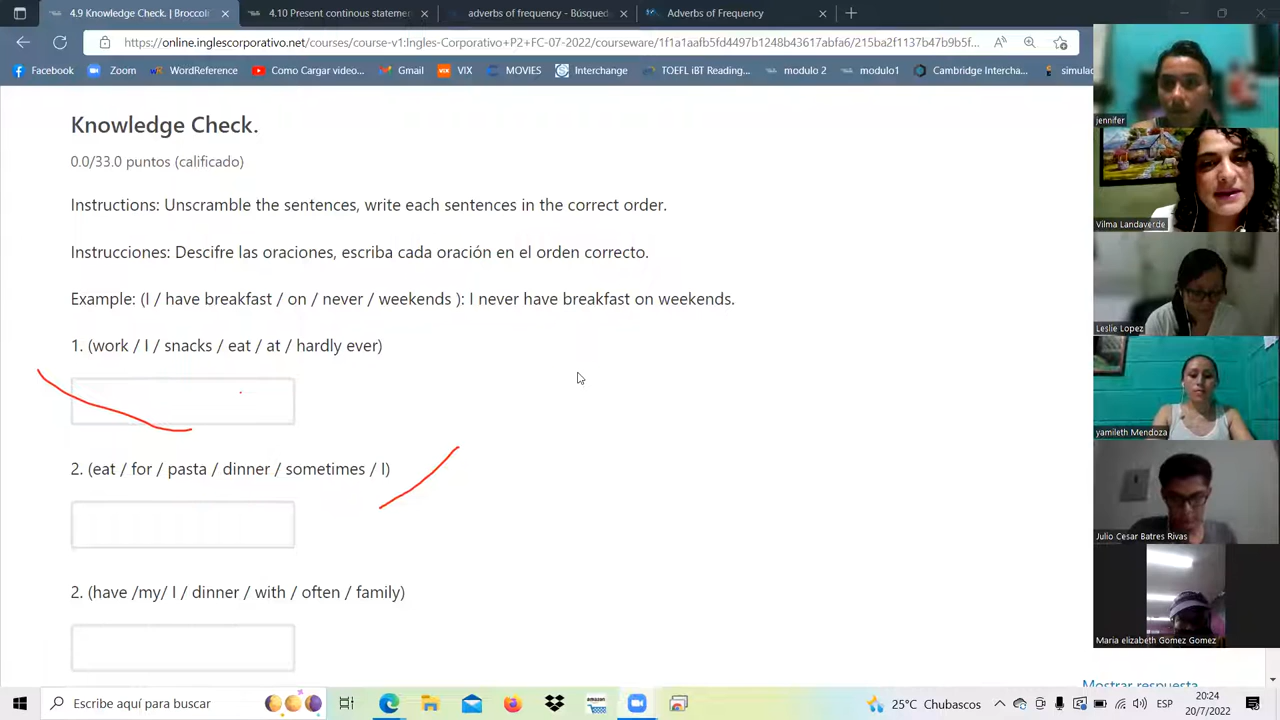 4.9 Knowledge Check. | Broccoli
4.10 Present continous statemen
adverbs of frequency - Búsqued
Adverbs of Frequency
https://online.inglescorporativo.net/courses/course-v1:Ingles-Corporativo+P2+FC-07-2022/courseware/1f1a1aafb5fd4497b1248b43617abfa6/215ba2f1137b47b9b5f...
Facebook
Zoom
WordReference
Como Cargar video...
Gmail
VIX
MOVIES
Interchange
TOEFL iBT Reading...
modulo 2
modulo1
Cambridge Intercha...
simulac
Knowledge Check.
0.0/33.0 puntos (calificado)
Instructions: Unscramble the sentences, write each sentences in the correct order.
Instrucciones: Descifre las oraciones, escriba cada oración en el orden correcto.
Example: (I / have breakfast / on / never / weekends ): I never have breakfast on weekends.
1. (work / I / snacks / eat / at / hardly ever)
2. (eat / for / pasta / dinner / sometimes / I)
2. (have /my/ I / dinner / with / often / family)
Mostrar respuesta
jennifer
Vilma Landaverde
Leslie Lopez
yamileth Mendoza
Julio Cesar Batres Rivas
Maria elizabeth Gomez Gomez
Escribe aquí para buscar
25°C Chubascos
ESP
20:24
20/7/2022